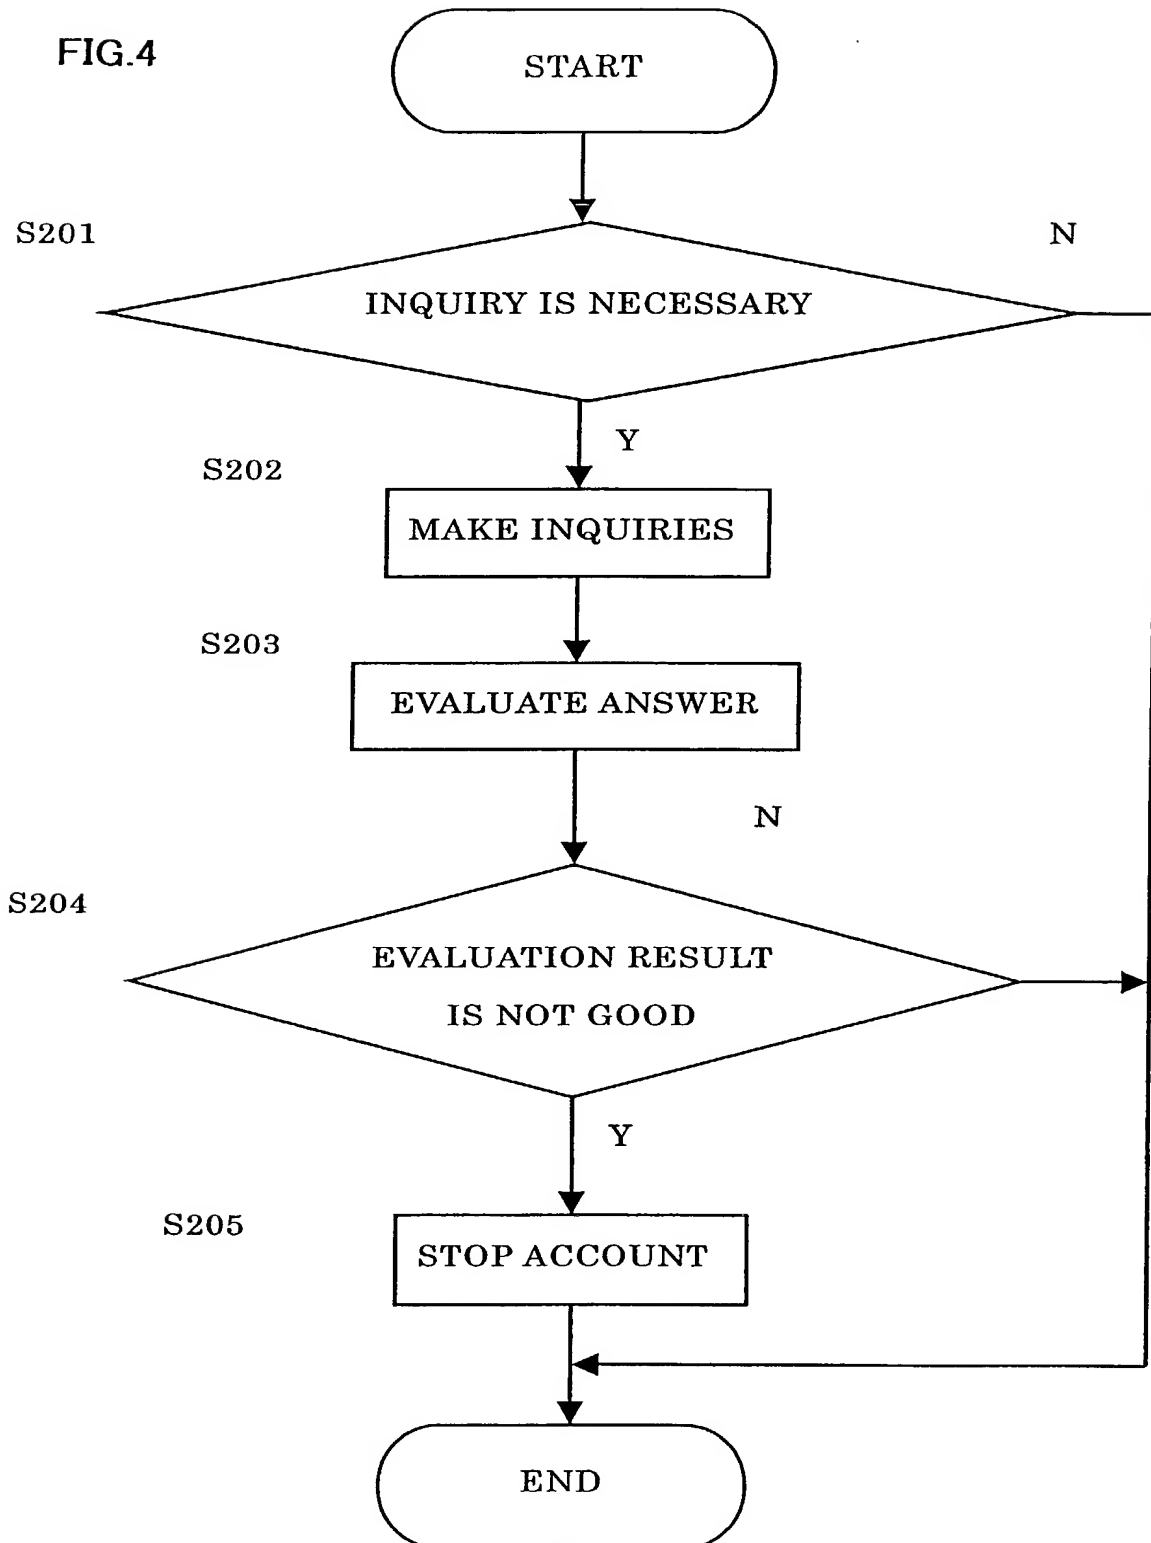 FIG.4
START
S201
N
INQUIRY IS NECESSARY
Y
S202
MAKE INQUIRIES
S203
EVALUATE ANSWER
N
S204
EVALUATION RESULT
IS NOT GOOD
Y
S205
STOP ACCOUNT
END